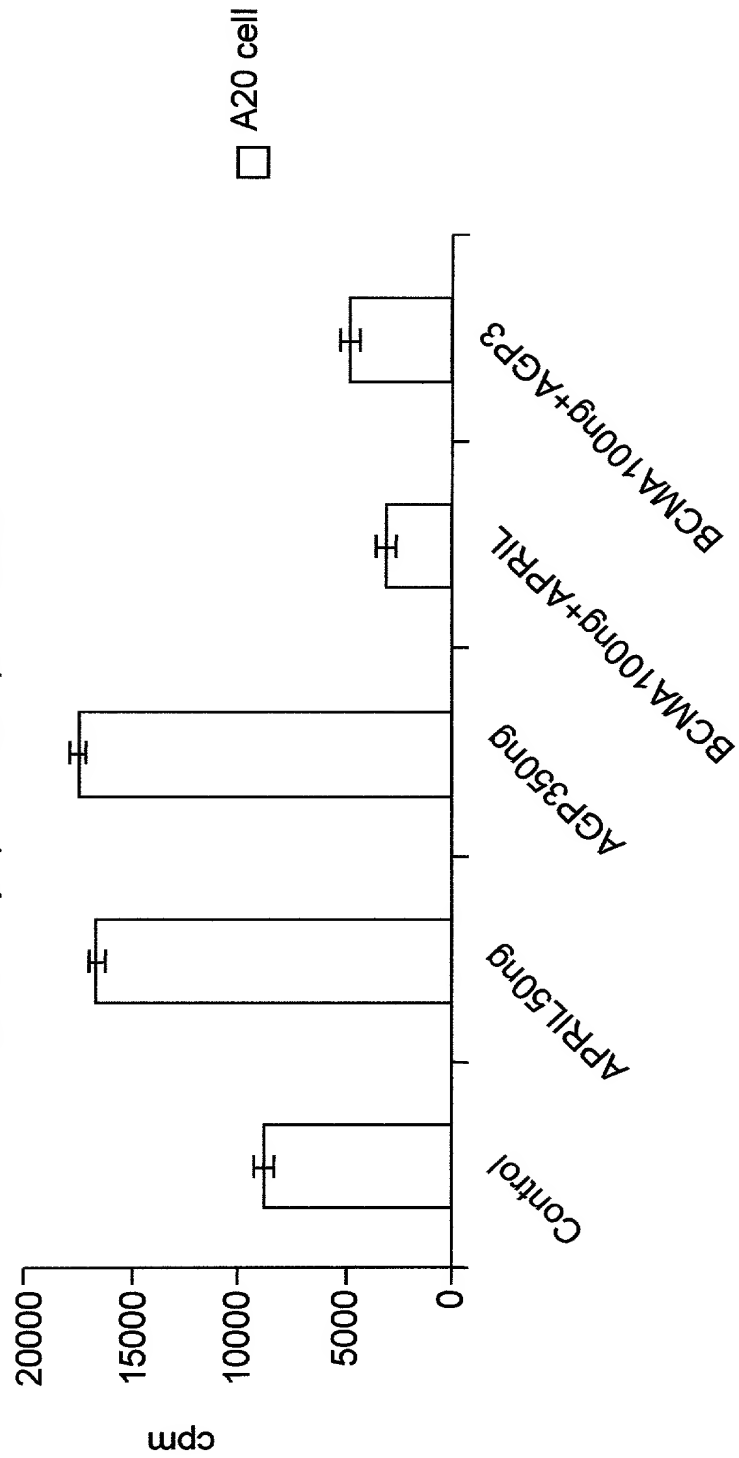 20000
15000
10000
5000
0
cpm
Control
APRIL50ng
AGP350ng
BCMA100ng+APRIL
BCMA100ng+AGP3
A20 cell